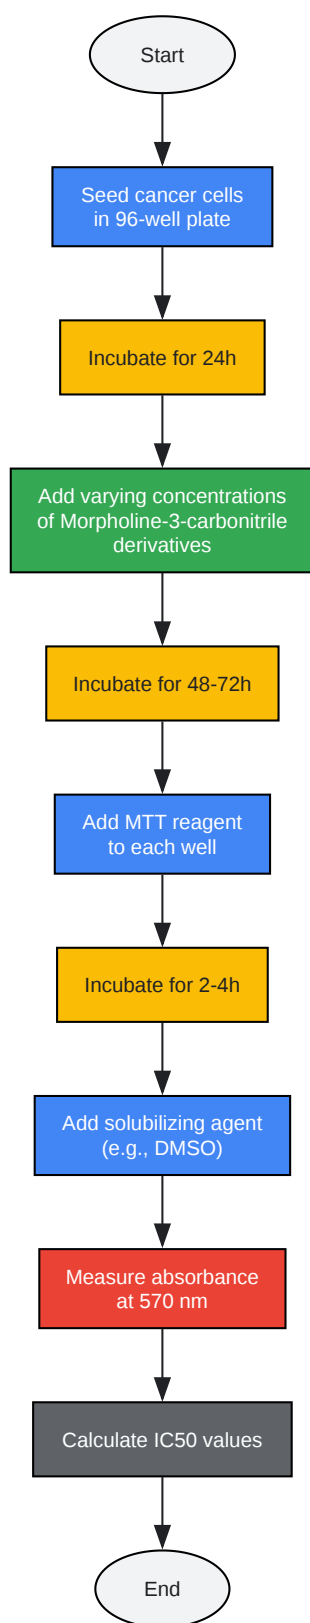 Start
Seed cancer cells
in 96-well plate
Incubate for 24h
Add varying concentrations
of Morpholine-3-carbonitrile
derivatives
Incubate for 48-72h
Add MTT reagent
to each well
Incubate for 2-4h
Add solubilizing agent
(e.g., DMSO)
Measure absorbance
at 570 nm
Calculate IC50 values
End